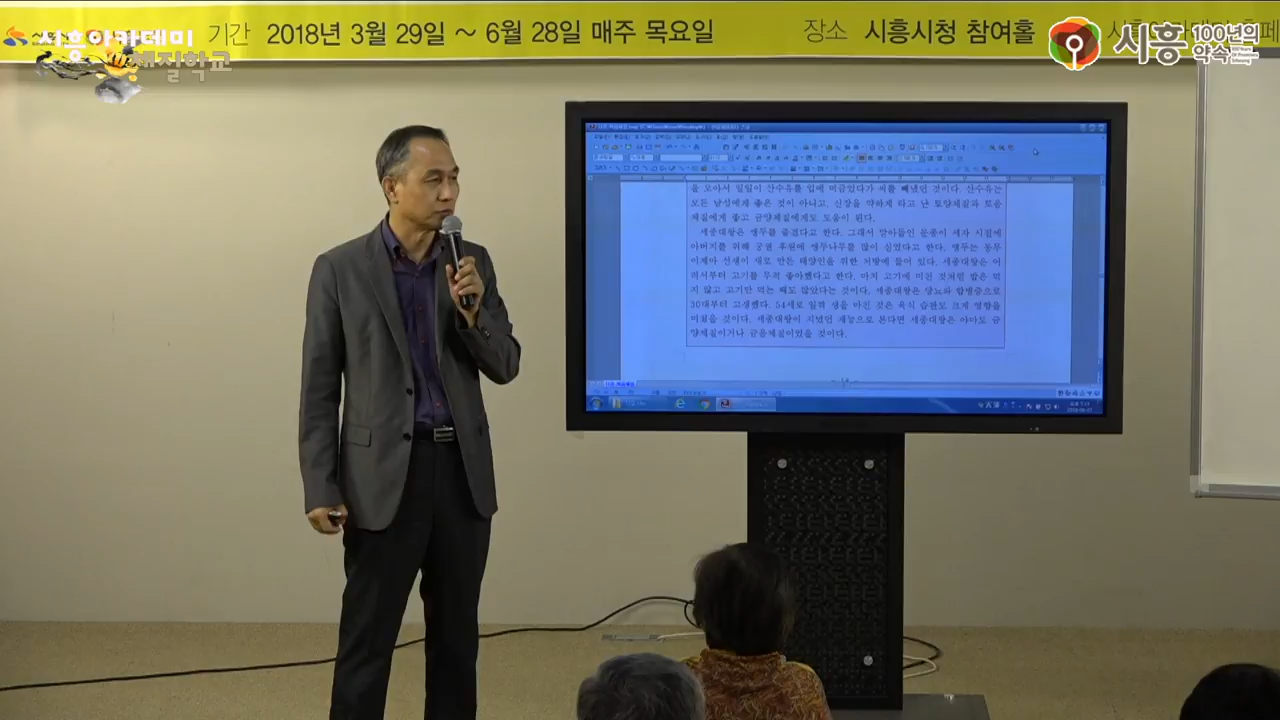 시흥아카데미
체질학교
기간 2018년 3월 29일 ~ 6월 28일 매주 목요일
장소 시흥시청 참여홀
시흥 100년의
약속
을 모아서 일일이 산수유를 입에 머금었다가 씨를 빼냈던 것이다. 산수유는
모든 남성에게 좋은 것이 아니고, 신장을 약하게 타고 난 토양체질과 토음
체질에게 좋고 금양체질에게도 도움이 된다.
세종대왕은 앵두를 즐겼다고 한다. 그래서 맏아들인 문종이 세자 시절에
아버지를 위해 궁궐 후원에 앵두나무를 많이 심었다고 한다. 앵두는 동무
이제마 선생이 새로 만든 태양인을 위한 처방에 들어 있다. 세종대왕은 어
려서부터 고기를 무척 좋아했다고 한다. 마치 고기에 미친 것처럼 밥은 먹
지 않고 고기만 먹는 때도 많았다는 것이다. 세종대왕은 당뇨와 합병증으로
30대부터 고생했다. 54세로 일찍 생을 마친 것은 육식 습관도 크게 영향을
미쳤을 것이다. 세종대왕이 지녔던 재능으로 본다면 세종대왕은 아마도 금
양체질이거나 금음체질이었을 것이다.